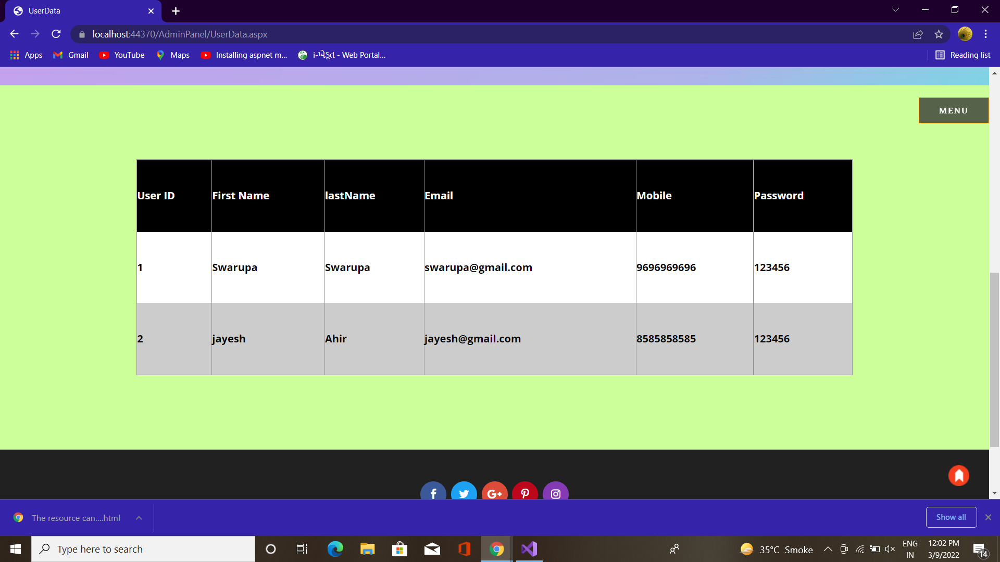 UserData
localhost:44370/AdminPanel/UserData.aspx
Apps Gmail YouTube Maps Installing aspnet m... i-ખેડૂત - Web Portal... Reading list
MENU
User ID First Name lastName Email Mobile Password
1 Swarupa Swarupa swarupa@gmail.com 9696969696 123456
2 jayesh Ahir jayesh@gmail.com 8585858585 123456
f G+
The resource can....html Show all
Type here to search 35°C Smoke ENG 12:02 PM
IN 3/9/2022 14